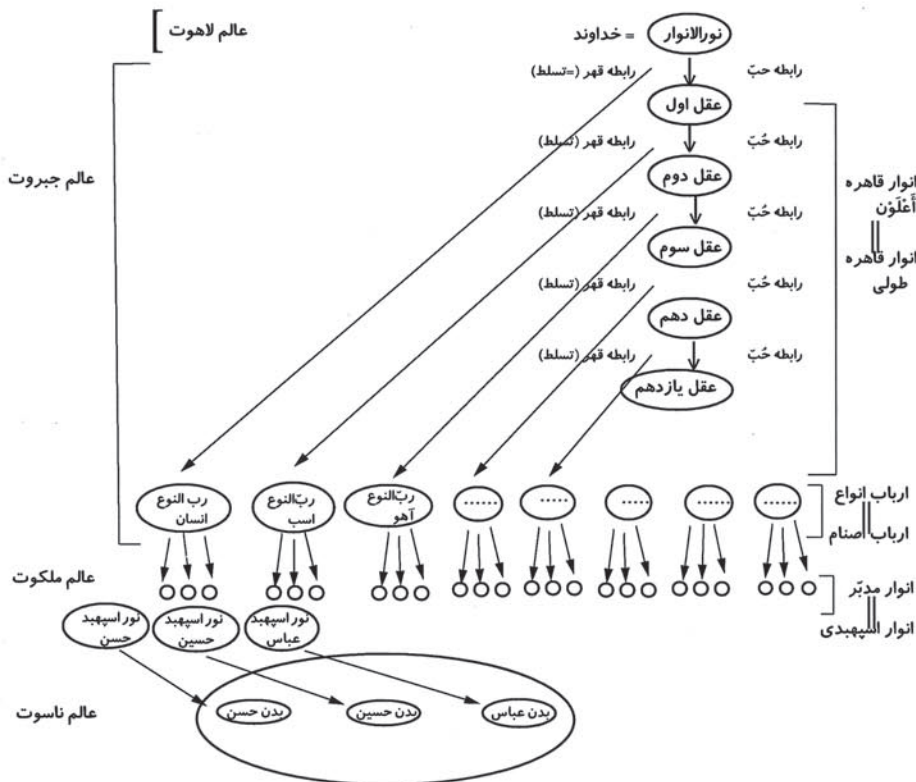 عالم لاهوت
نورالانوار = خداوند
رابطه حبّ
رابطه قهر (=تسلط)
عقل اول
رابطه حُبّ
رابطه قهر (تسلط)
عالم جبروت
عقل دوم
انوار قاهره
أَعْلَوْن
رابطه حُبّ
رابطه قهر (تسلط)
عقل سوم
انوار قاهره
طولی
رابطه حُبّ
رابطه قهر (تسلط)
عقل دهم
رابطه حُبّ
رابطه قهر (تسلط)
عقل یازدهم
ارباب انواع
ارباب اصنام
......
......
.....
.....
......
ربّ‌النوع
آهو
ربّ‌النوع
اسب
رب النوع
انسان
عالم ملکوت
انوار مدبّر
انوار اسپهبدی
نور اسپهبد
عباس
نور اسپهبد
حسین
نور اسپهبد
حسن
عالم ناسوت
بدن عباس
بدن حسین
بدن حسن